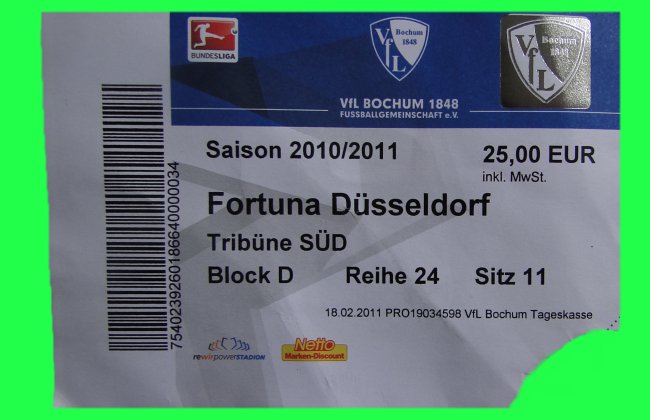 BUNDESLIGA
Bochum
1848
VfL
Bochum
1848
VfL
VfL BOCHUM 1848
FUSSBALLGEMEINSCHAFT e.V.
Saison 2010/2011
25,00 EUR
inkl. MwSt.
Fortuna Düsseldorf
Tribüne SÜD
Block D Reihe 24 Sitz 11
18.02.2011 PRO19034598 VfL Bochum Tageskasse
rewirpowerSTADION
Netto
Marken-Discount
7540239260186640000034